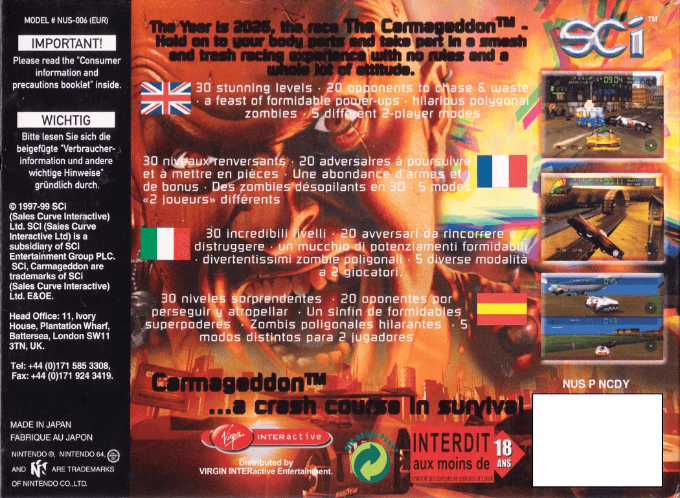 MODEL # NUS-006 (EUR)
IMPORTANT!
Please read the "Consumer
information and
precautions booklet" inside.
WICHTIG
Bitte lesen Sie sich die
beigefügte "Verbraucher-
information und andere
wichtige Hinweise"
gründlich durch.
© 1997-99 SCi
(Sales Curve Interactive)
Ltd. SCI (Sales Curve
Interactive Ltd) is a
subsidiary of SCi
Entertainment Group PLC.
SCi, Carmageddon are
trademarks of SCi
(Sales Curve Interactive)
Ltd. E&OE.
Head Office: 11, Ivory
House, Plantation Wharf,
Battersea, London SW11
3TN, UK.
Tel: +44 (0)171 585 3308,
Fax: +44 (0)171 924 3419.
MADE IN JAPAN
FABRIQUE AU JAPON
NINTENDO ®, NINTENDO 64,
AND N ARE TRADEMARKS
OF NINTENDO CO.,LTD.
The Year is 2026, the race The Carmageddon™ -
Hold on to your body parts and take part in a smash
and trash racing experience with no rules and a
whole lot of attitude.
30 stunning levels · 20 opponents to chase & waste
· a feast of formidable power-ups · hilarious polygonal
zombies · 5 different 2-player modes
30 niveaux renversants · 20 adversaires à poursuivre
et à mettre en pièces · Une abondance d'armes et
de bonus · Des zombies désopilants en 3D · 5 modes
«2 joueurs» différents
30 incredibili livelli · 20 avversari da rincorrere e
distruggere · un mucchio di potenziamenti formidabili
· divertentissimi zombie poligonali · 5 diverse modalità
a 2 giocatori.
30 niveles sorprendentes · 20 oponentes por
perseguir y atropellar · Un sinfín de formidables
superpoderes · Zombis poligonales hilarantes · 5
modos distintos para 2 jugadores
Carmageddon™
...a crash course in survival
Virgin INTERactive
Distributed by
VIRGIN INTERactive Entertainment.
INTERDIT
aux moins de
18
ANS
SCi™
NUS P NCDY